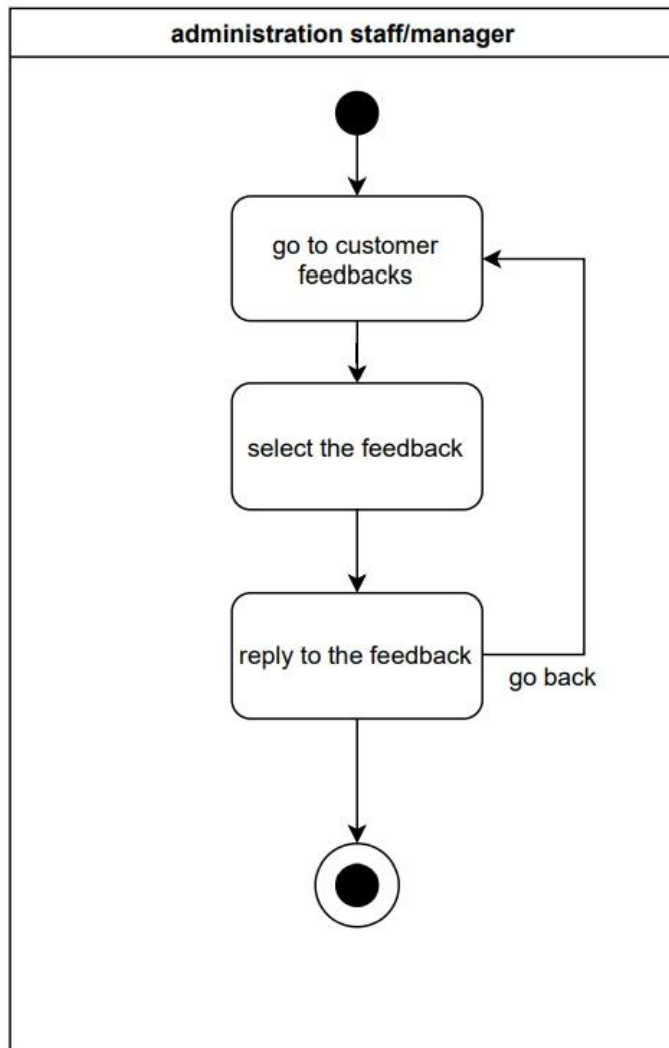 administration staff/manager
go to customer
feedbacks
select the feedback
reply to the feedback
go back